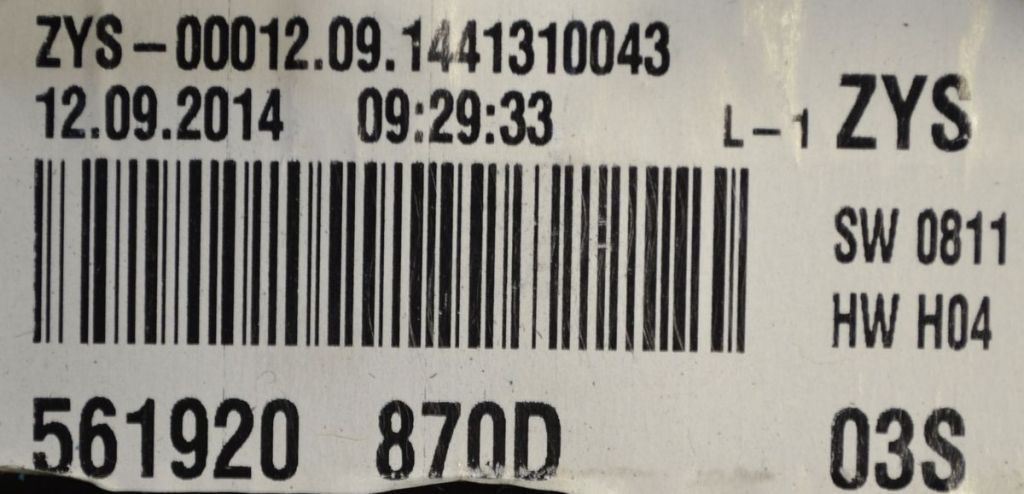 ZYS-00012.09.1441310043
12.09.2014 09:29:33
L-1 ZYS
SW 0811
HW H04
561920 870D 03S